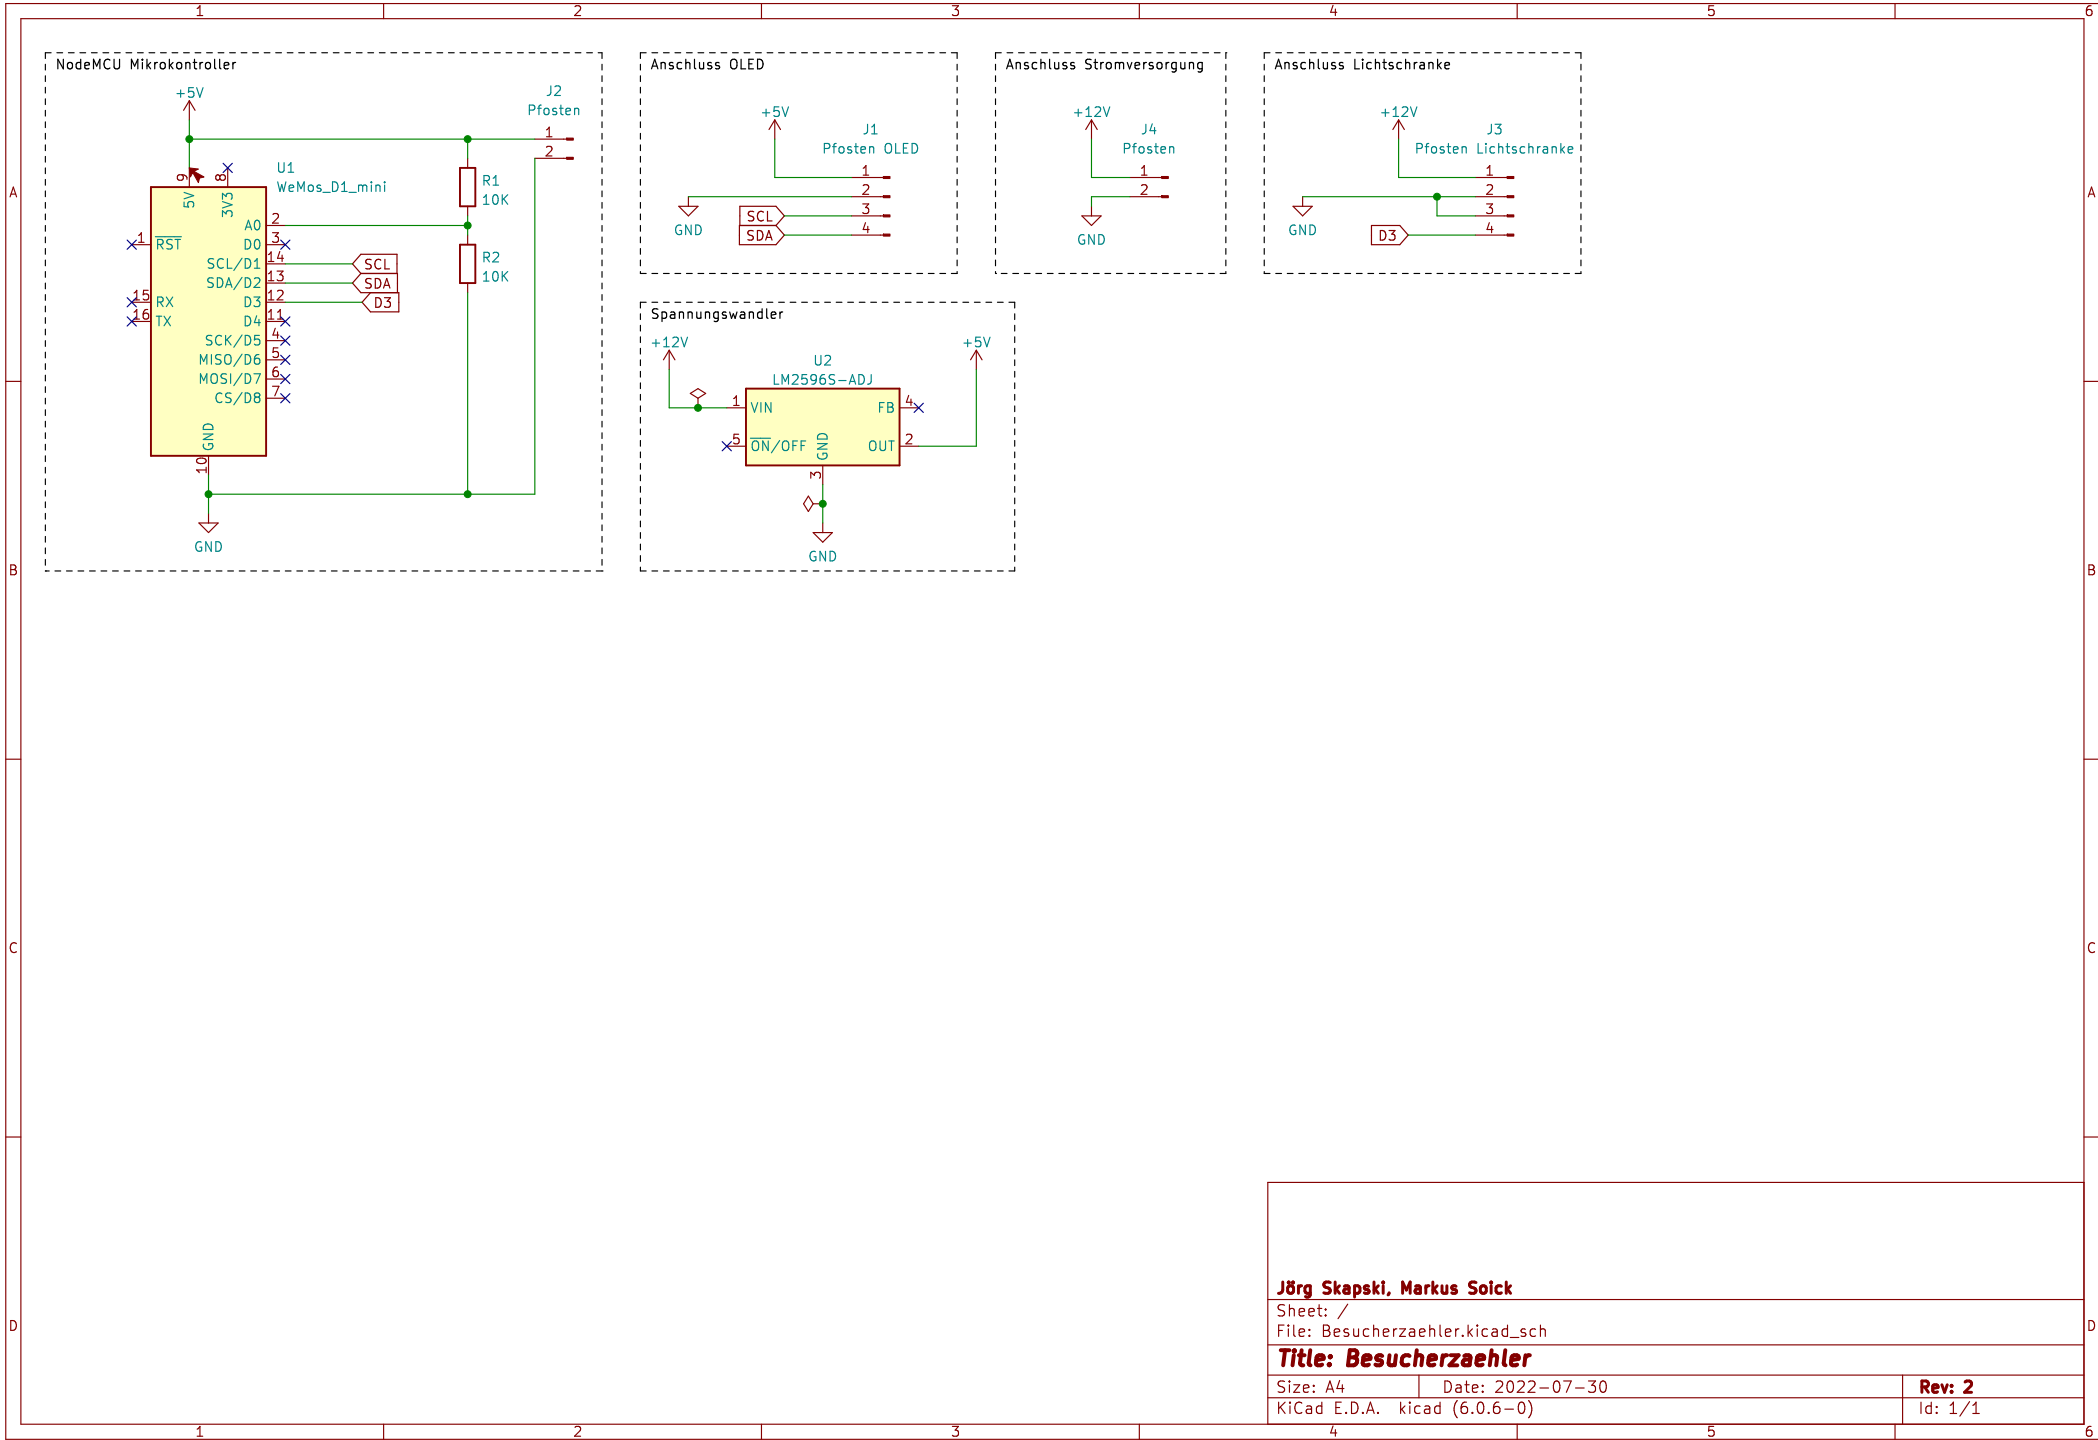 1 2 3 4 5 6
NodeMCU Mikrokontroller
+5V
J2
Pfosten
1
2
U1
WeMos_D1_mini
9
8
5V
3V3
R1
10K
A0 2
D0 3
1 RST
SCL/D1 14 SCL
SDA/D2 13 SDA
R2
10K
15 RX
D3 12 D3
16 TX
D4 11
SCK/D5 4
MISO/D6 5
MOSI/D7 6
CS/D8 7
GND
10
GND
Anschluss OLED
+5V
J1
Pfosten OLED
1
2
GND
SCL 3
SDA 4
Anschluss Stromversorgung
+12V
J4
Pfosten
1
2
GND
Anschluss Lichtschranke
+12V
J3
Pfosten Lichtschranke
1
2
3
GND
D3 4
Spannungswandler
+12V
+5V
U2
LM2596S-ADJ
1 VIN
FB 4
5 ON/OFF
GND
OUT 2
3
GND
A A
B B
C C
D D
Jörg Skapski, Markus Soick
Sheet: /
File: Besucherzaehler.kicad_sch
Title: Besucherzaehler
Size: A4 Date: 2022-07-30 Rev: 2
KiCad E.D.A. kicad (6.0.6-0) Id: 1/1
1 2 3 4 5 6